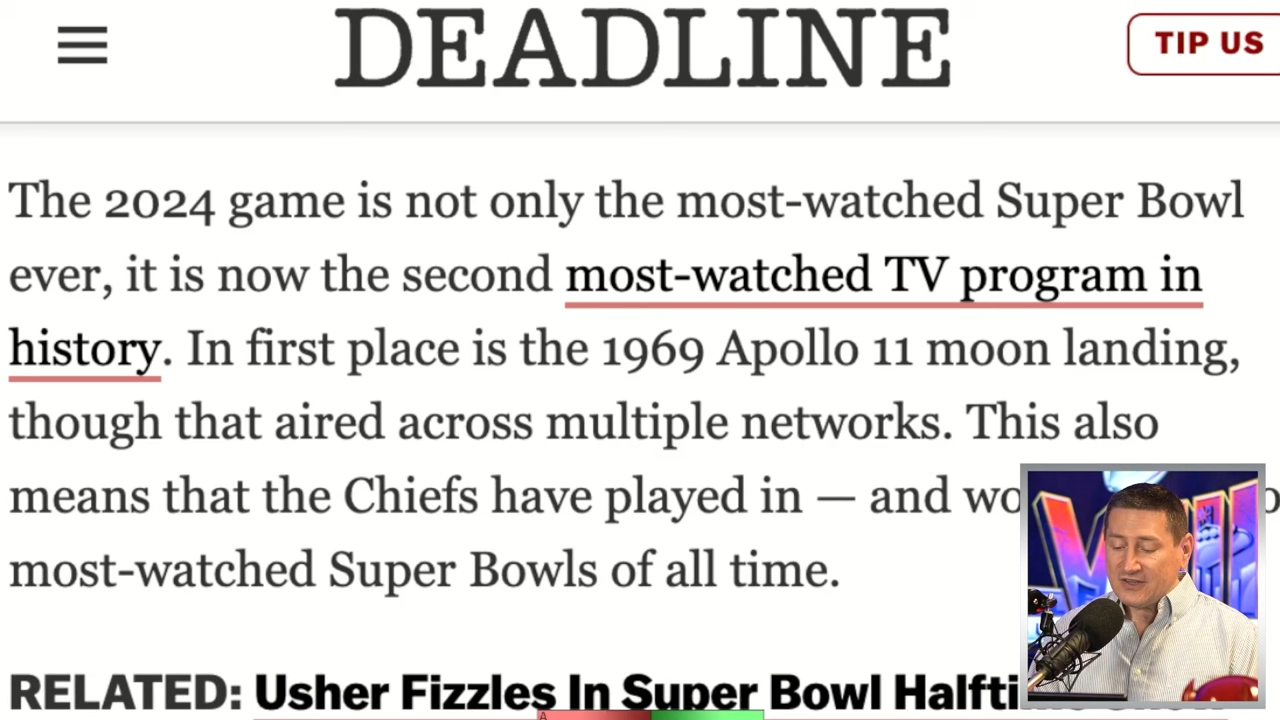 DEADLINE
TIP US
The 2024 game is not only the most-watched Super Bowl
ever, it is now the second most-watched TV program in
history. In first place is the 1969 Apollo 11 moon landing,
though that aired across multiple networks. This also
means that the Chiefs have played in — and
most-watched Super Bowls of all time.
RELATED: Usher Fizzles In Super Bowl
A